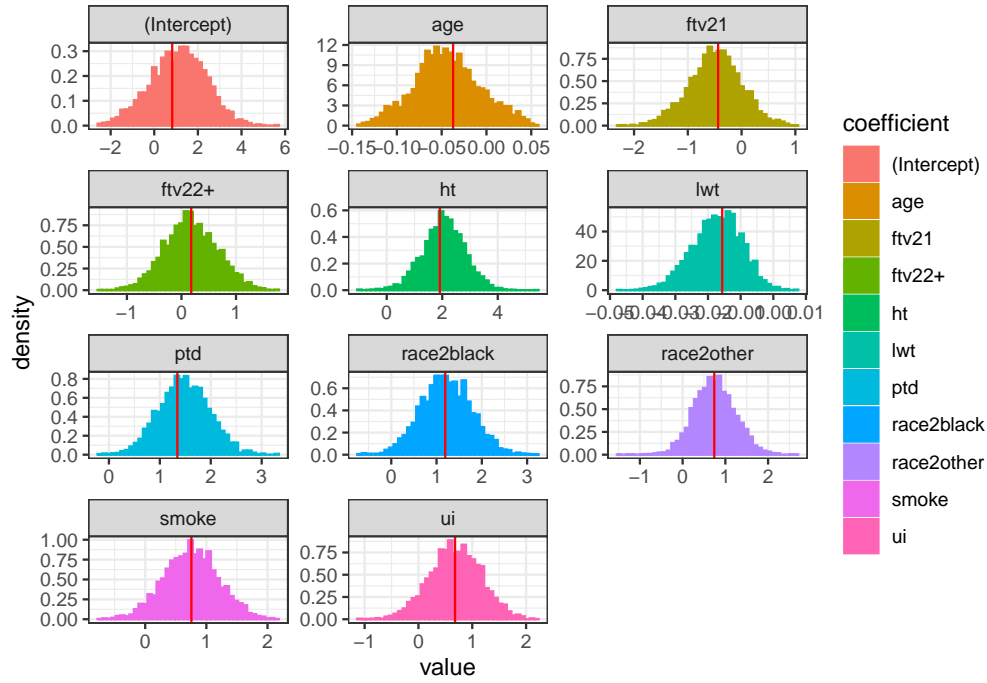 (Intercept) age ftv21
0.3 0.2 0.1 0.0
12 9 6 3 0
0.75 0.50 0.25 0.00
−2 0 2 4 6
−0.15 −0.10 −0.05 0.00 0.05
−2 −1 0 1
ftv22+ ht lwt
0.75 0.50 0.25 0.00
0.6 0.4 0.2 0.0
40 20 0
−1 0 1
0 2 4
−0.05 −0.04 −0.03 −0.02 −0.01 0.00 0.01
ptd race2black race2other
0.8 0.6 0.4 0.2 0.0
0.6 0.4 0.2 0.0
0.75 0.50 0.25 0.00
0 1 2 3
0 1 2 3
−1 0 1 2
smoke ui
1.00 0.75 0.50 0.25 0.00
0.75 0.50 0.25 0.00
0 1 2
−1 0 1 2
value
density
coefficient
(Intercept)
age
ftv21
ftv22+
ht
lwt
ptd
race2black
race2other
smoke
ui